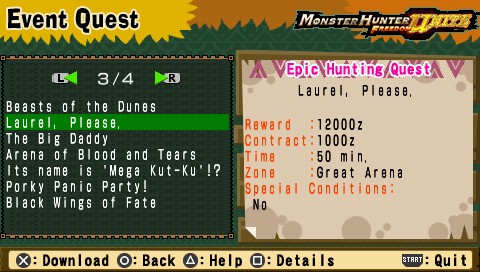 Event Quest
MONSTER HUNTER
FREEDOM UNITE
L 3/4 R
Beasts of the Dunes
Laurel, Please.
The Big Daddy
Arena of Blood and Tears
Its name is 'Mega Kut-Ku'!?
Porky Panic Party!
Black Wings of Fate
Epic Hunting Quest
Laurel, Please.
Reward :12000z
Contract:1000z
Time :50 min.
Zone :Great Arena
Special Conditions:
No
:Download :Back :Help :Details START:Quit